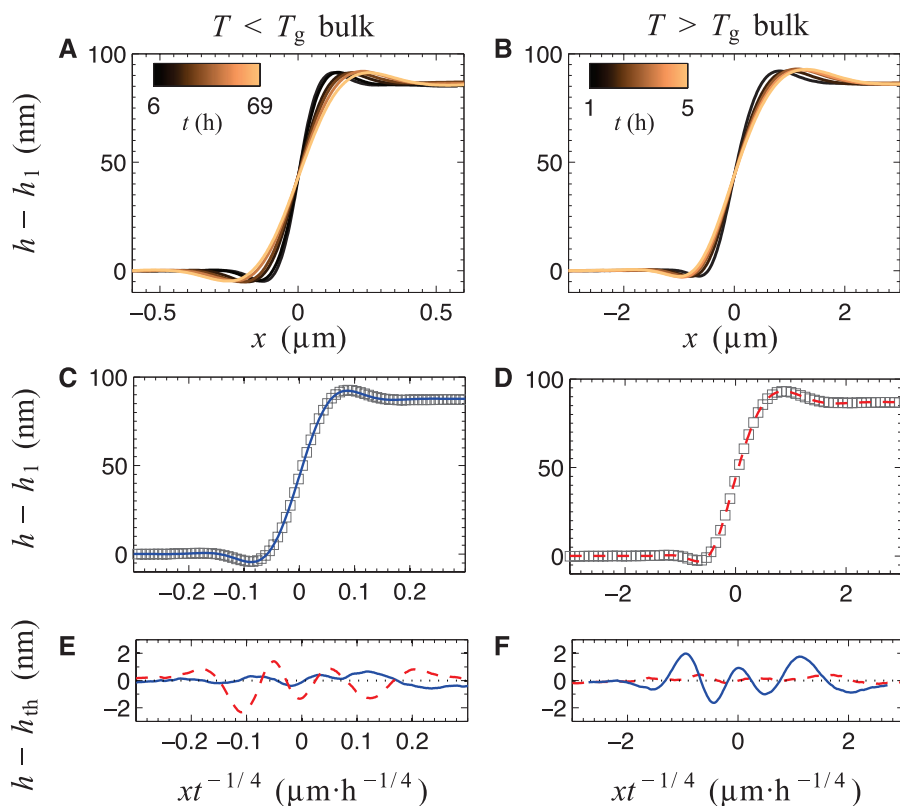 T < Tg bulk
T > Tg bulk
A
B
h − h1 (nm)
100
50
0
6
69
t (h)
−0.5
0
0.5
x (μm)
1
5
t (h)
100
50
0
−2
0
2
x (μm)
C
D
h − h1 (nm)
100
50
0
−0.2
−0.1
0
0.1
0.2
100
50
0
−2
0
2
E
F
h − hth (nm)
2
0
−2
−0.2
−0.1
0
0.1
0.2
xt −1/4 (μm·h −1/4)
2
0
−2
−2
0
2
xt −1/4 (μm·h −1/4)